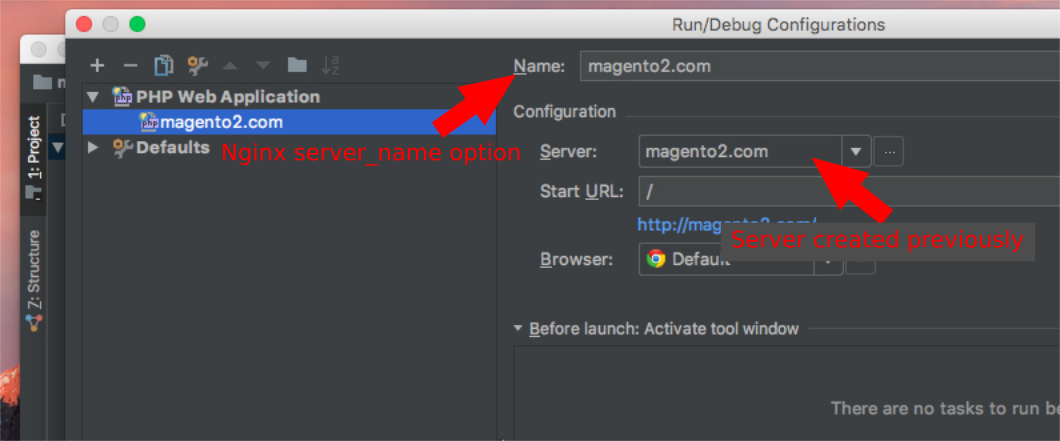 Run/Debug Configurations
Name: magento2.com
PHP Web Application
magento2.com
Configuration
Defaults
Nginx server_name option
Server: magento2.com ...
Start URL: /
http://magento2.com/
Server created previously
Browser: Default
Before launch: Activate tool window
There are no tasks to run
1: Project
Z: Structure